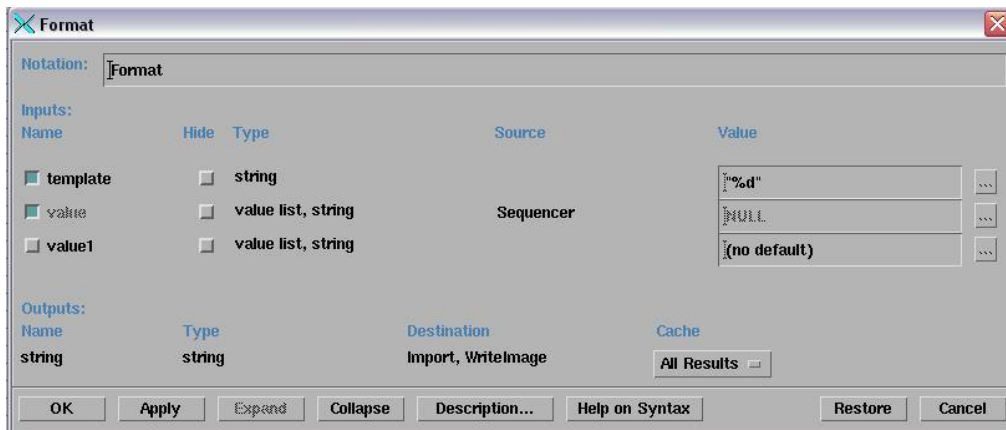 Format
Notation: Format
Inputs:
Name Hide Type Source Value
template string "%d" ...
value value list, string Sequencer NULL ...
value1 value list, string (no default) ...
Outputs:
Name Type Destination Cache
string string Import, WriteImage All Results
OK Apply Expand Collapse Description... Help on Syntax Restore Cancel